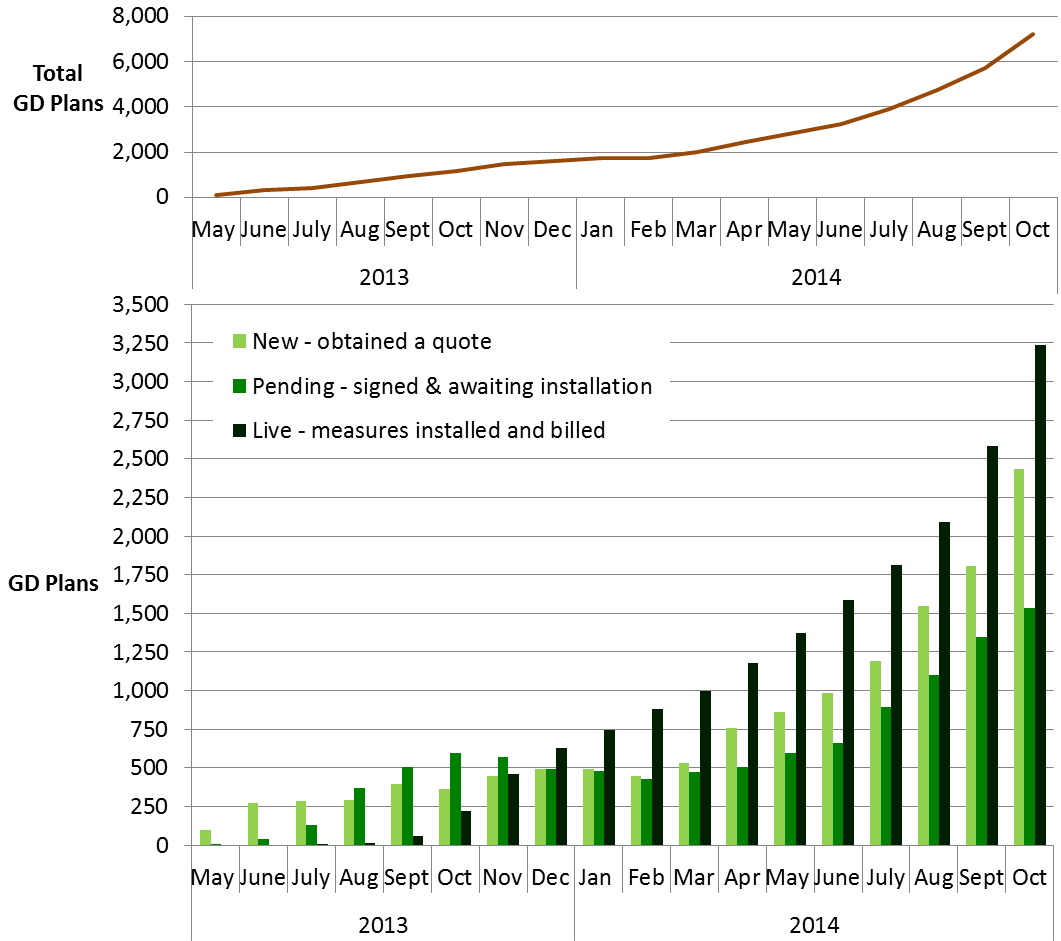 8,000
6,000
Total
GD Plans
4,000
2,000
0
May June July Aug Sept Oct Nov Dec Jan Feb Mar Apr May June July Aug Sept Oct
2013 2014
3,500
3,250
3,000
2,750
2,500
2,250
2,000
1,750
1,500
1,250
1,000
750
500
250
0
New - obtained a quote
Pending - signed & awaiting installation
Live - measures installed and billed
GD Plans
May June July Aug Sept Oct Nov Dec Jan Feb Mar Apr May June July Aug Sept Oct
2013 2014